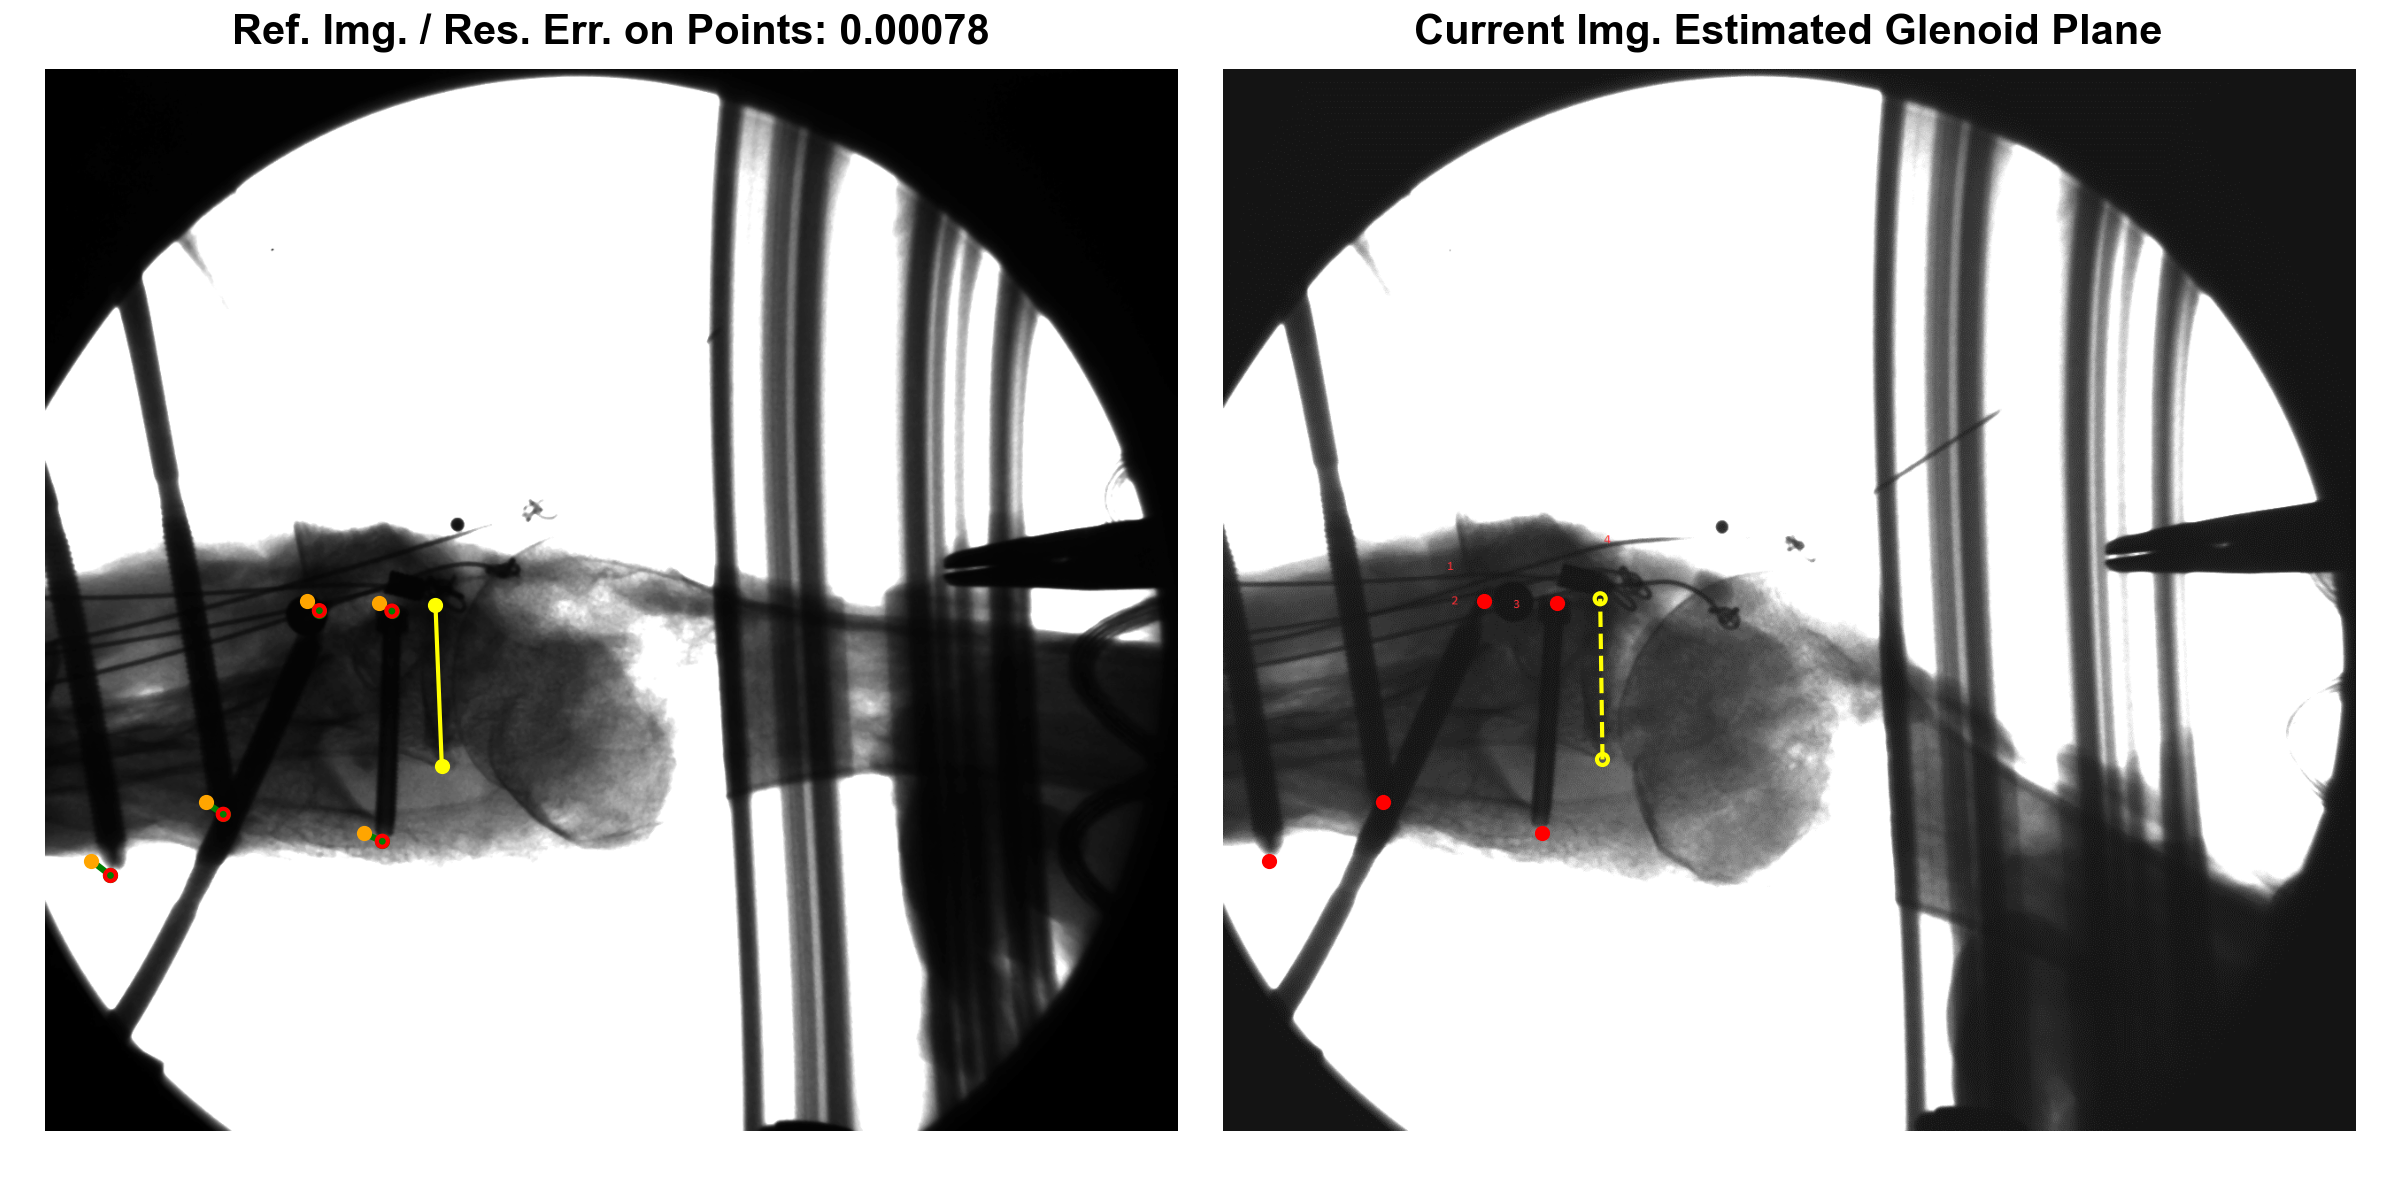 Ref. Img. / Res. Err. on Points: 0.00078
Current Img. Estimated Glenoid Plane
4
1
2
3